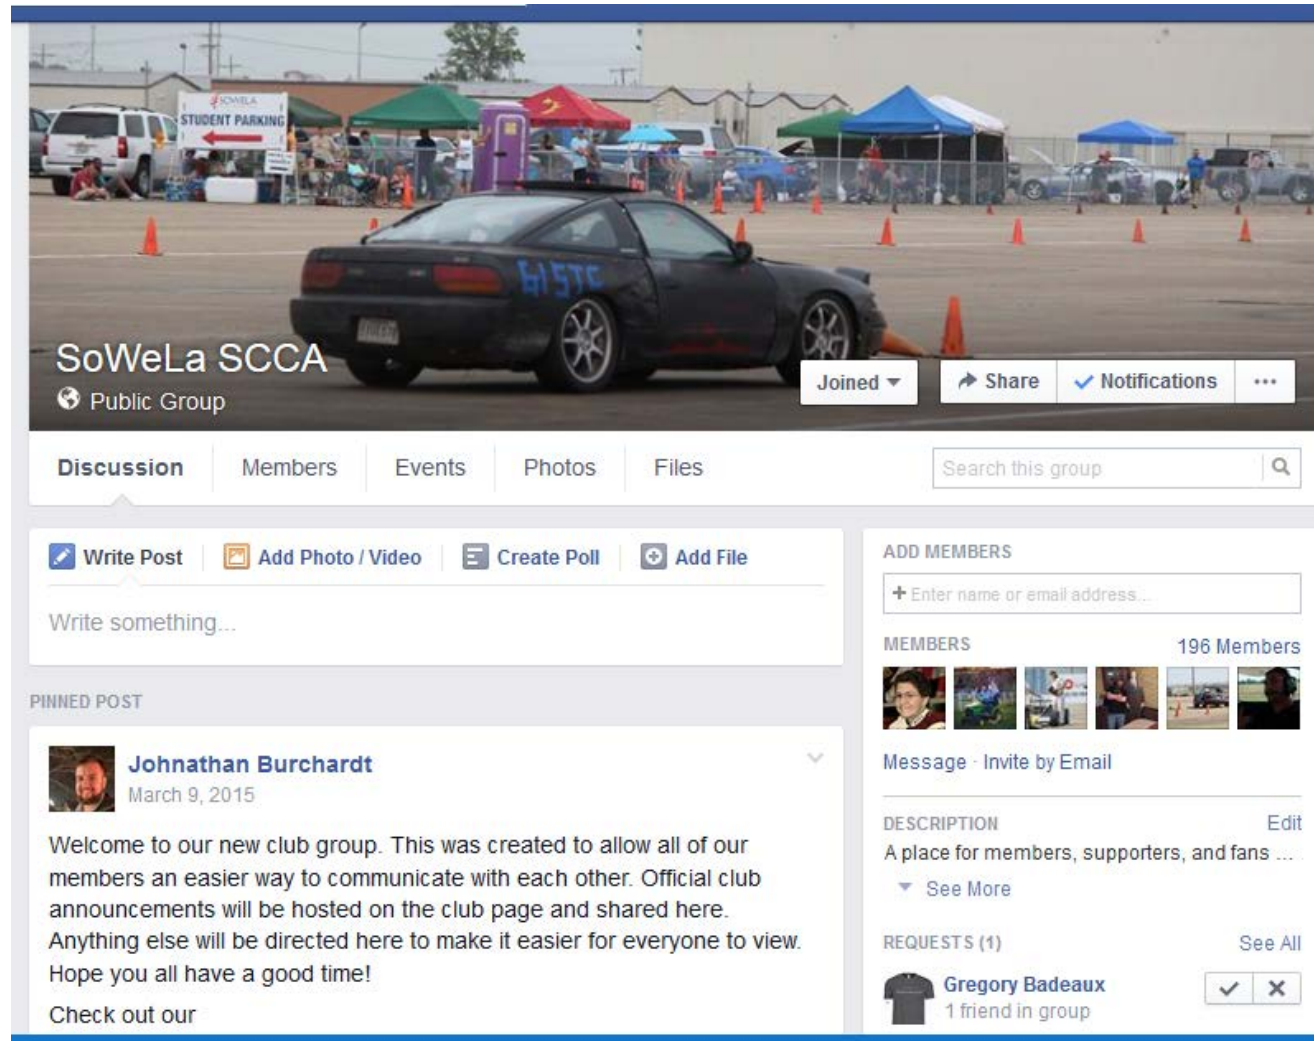 SOWELA
STUDENT PARKING
61 STC
SoWeLa SCCA
Public Group
Joined
Share
Notifications
Discussion
Members
Events
Photos
Files
Search this group
Write Post
Add Photo / Video
Create Poll
Add File
Write something...
PINNED POST
Johnathan Burchardt
March 9, 2015
Welcome to our new club group. This was created to allow all of our
members an easier way to communicate with each other. Official club
announcements will be hosted on the club page and shared here.
Anything else will be directed here to make it easier for everyone to view.
Hope you all have a good time!
Check out our
ADD MEMBERS
+ Enter name or email address...
MEMBERS
196 Members
Message · Invite by Email
DESCRIPTION
Edit
A place for members, supporters, and fans ...
See More
REQUESTS (1)
See All
Gregory Badeaux
1 friend in group